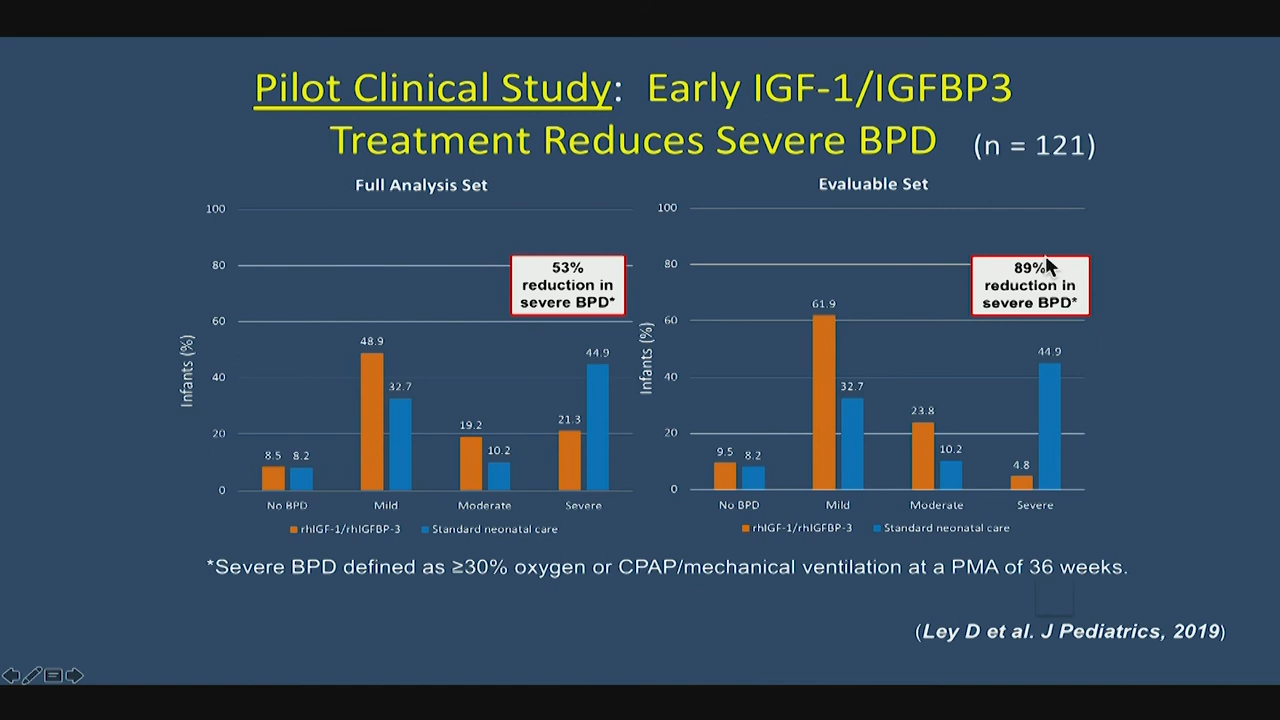 Pilot Clinical Study: Early IGF-1/IGFBP3
Treatment Reduces Severe BPD (n = 121)
Full Analysis Set
100
80
60
40
20
0
Infants (%)
53%
reduction in
severe BPD*
8.5 8.2
48.9
32.7
19.2
10.2
21.3
44.9
No BPD Mild Moderate Severe
rhIGF-1/rhIGFBP-3 Standard neonatal care
Evaluable Set
100
80
60
40
20
0
Infants (%)
89%
reduction in
severe BPD*
9.5 8.2
61.9
32.7
23.8
10.2
4.8
44.9
No BPD Mild Moderate Severe
rhIGF-1/rhIGFBP-3 Standard neonatal care
*Severe BPD defined as ≥30% oxygen or CPAP/mechanical ventilation at a PMA of 36 weeks.
(Ley D et al. J Pediatrics, 2019)